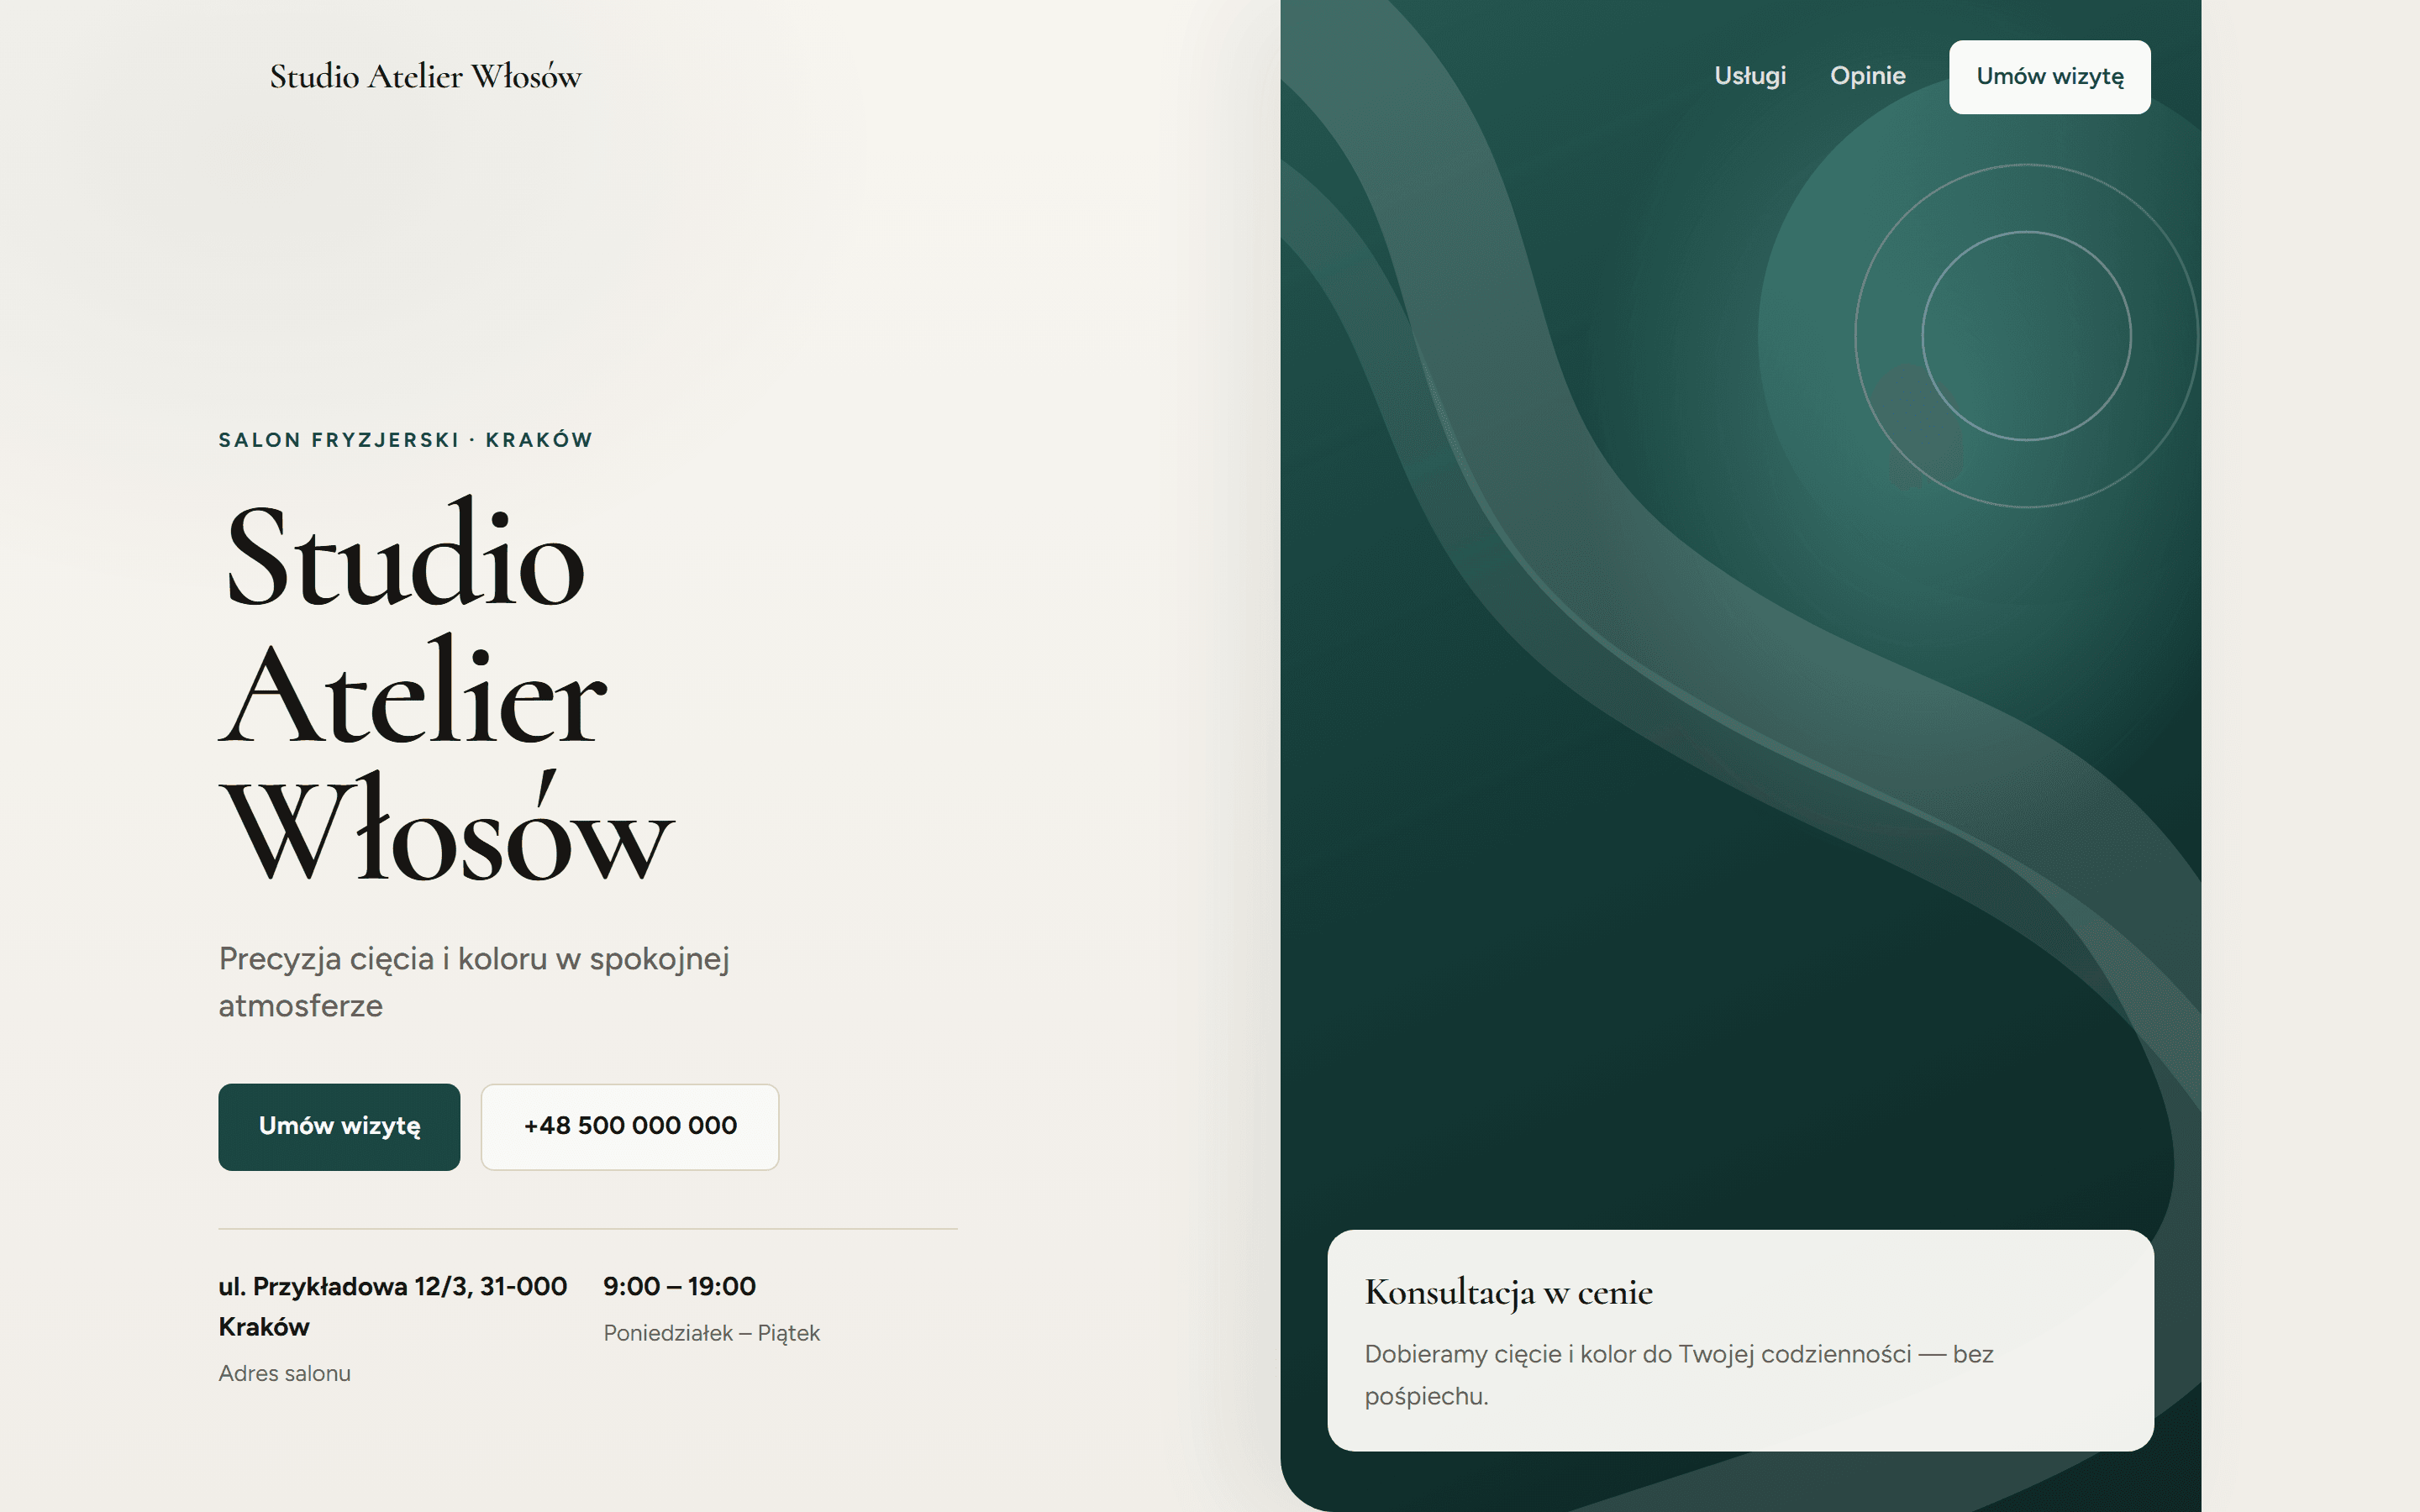 Studio Atelier Włosów
Usługi
Opinie
Umów wizytę
SALON FRYZJERSKI · KRAKÓW
Studio
Atelier
Włosów
Precyzja cięcia i koloru w spokojnej
atmosferze
Umów wizytę
+48 500 000 000
ul. Przykładowa 12/3, 31-000
Kraków
Adres salonu
9:00 – 19:00
Poniedziałek – Piątek
Konsultacja w cenie
Dobieramy cięcie i kolor do Twojej codzienności — bez
pośpiechu.